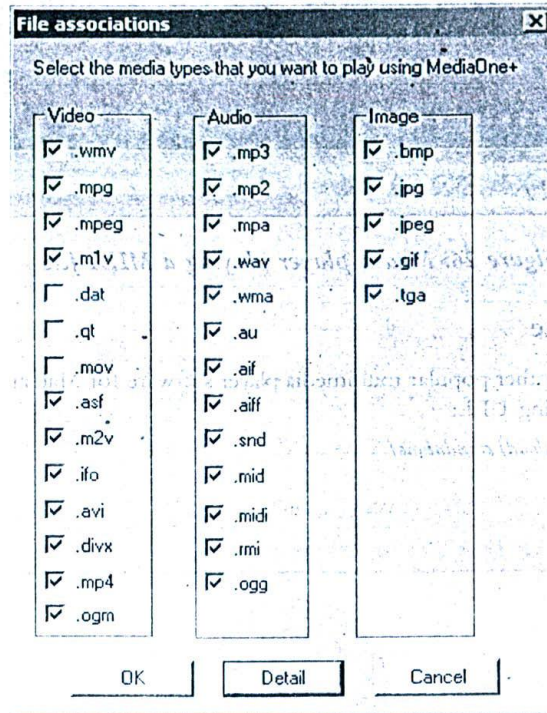 File associations
Select the media types that you want to play using MediaOne+
Video
.wmv
.mpg
.mpeg
.m1v
.dat
.qt
.mov
.asf
.m2v
.ifo
.avi
.divx
.mp4
.ogm
Audio
.mp3
.mp2
.mpa
.wav
.wma
.au
.aif
.aiff
.snd
.mid
.midi
.rmi
.ogg
Image
.bmp
.jpg
.jpeg
.gif
.tga
OK
Detail
Cancel